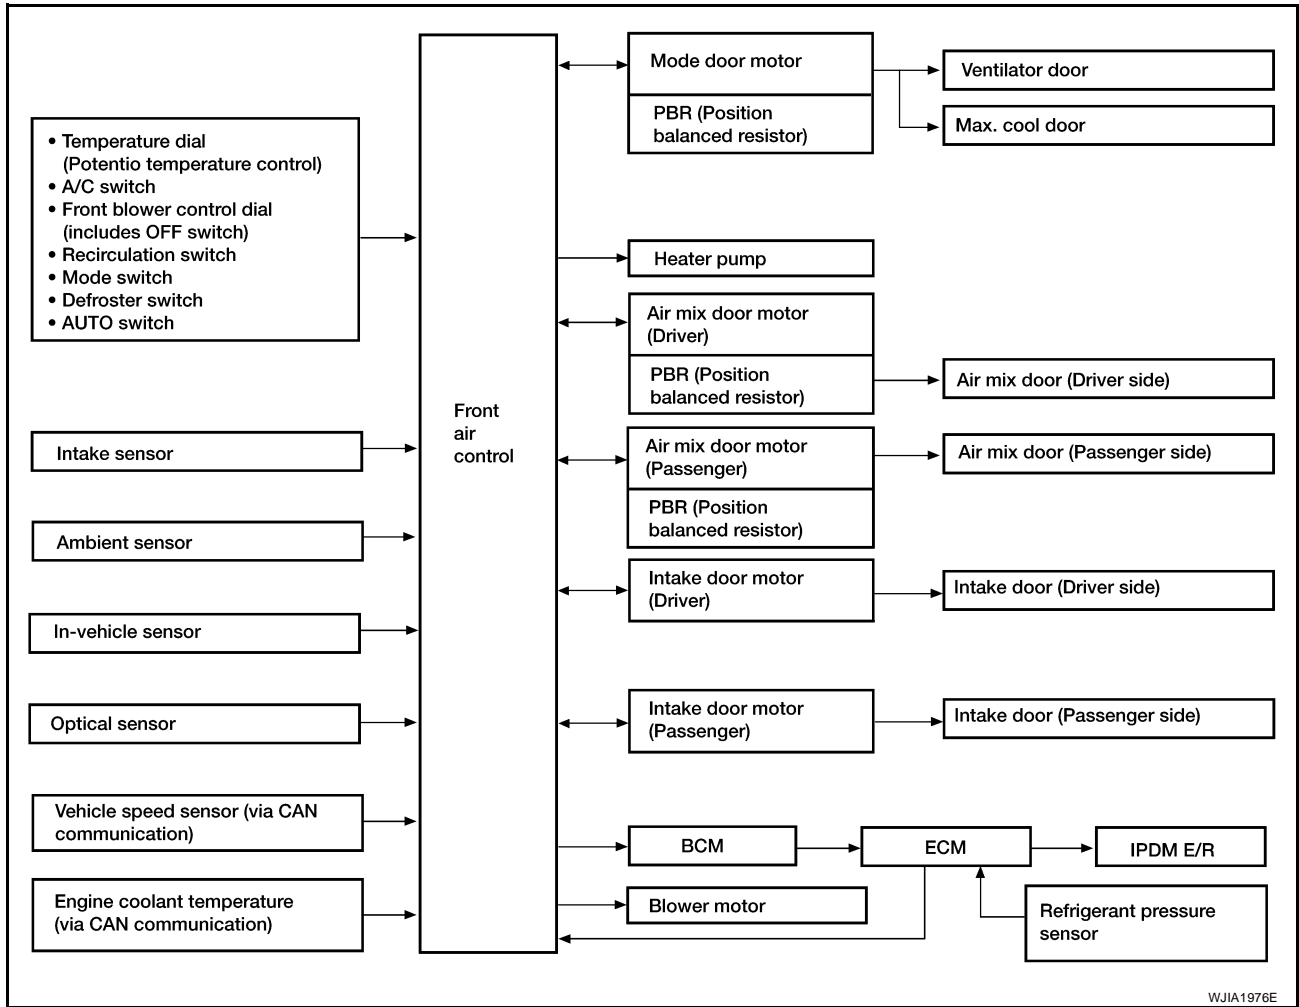 • Temperature dial
(Potentio temperature control)
• A/C switch
• Front blower control dial
(includes OFF switch)
• Recirculation switch
• Mode switch
• Defroster switch
• AUTO switch
Intake sensor
Ambient sensor
In-vehicle sensor
Optical sensor
Vehicle speed sensor (via CAN
communication)
Engine coolant temperature
(via CAN communication)
Front
air
control
Mode door motor
PBR (Position
balanced resistor)
Ventilator door
Max. cool door
Heater pump
Air mix door motor
(Driver)
PBR (Position
balanced resistor)
Air mix door (Driver side)
Air mix door motor
(Passenger)
PBR (Position
balanced resistor)
Air mix door (Passenger side)
Intake door motor
(Driver)
Intake door (Driver side)
Intake door motor
(Passenger)
Intake door (Passenger side)
BCM
ECM
IPDM E/R
Blower motor
Refrigerant pressure
sensor
WJIA1976E